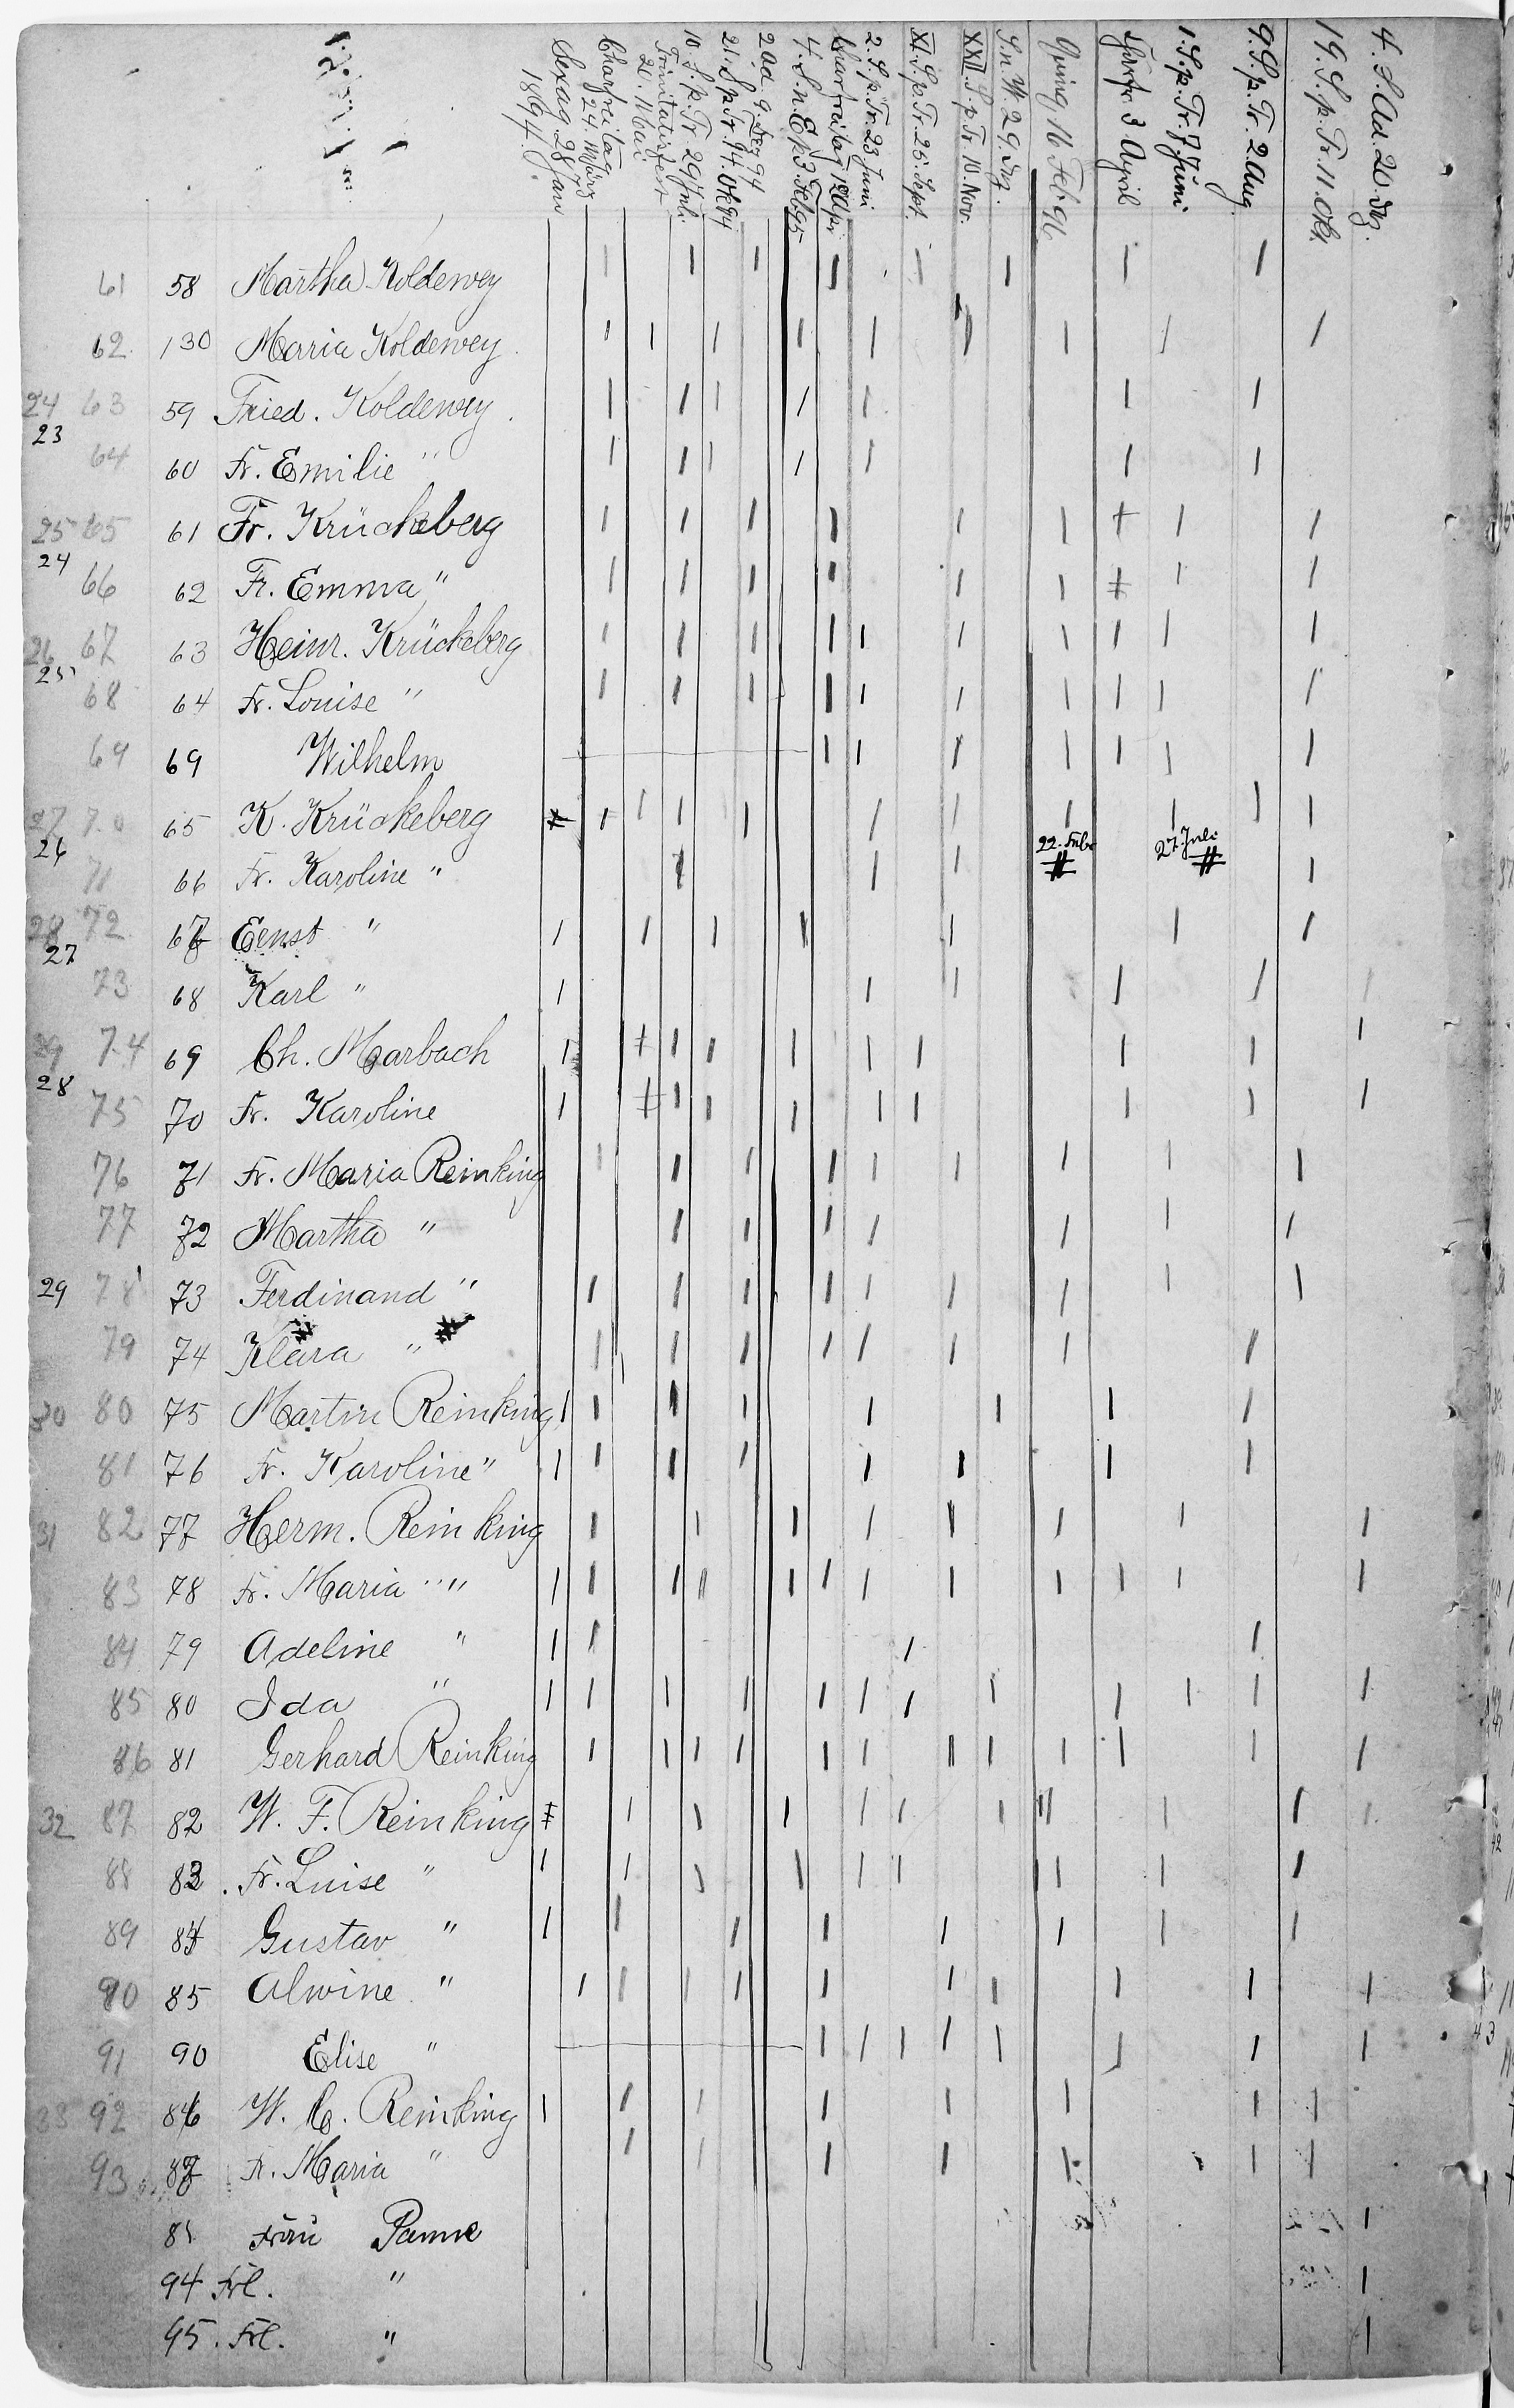 Sexag. 28 Jan 1894.
Charfreitag 24. März
Trinitatisfest 20. Mai
10. S. p. Tr. 29 Juli.
21. S. p. Tr. 14. Okt 94
2 Ad. 9. Dez 94
4. S. n. Ep 3. Feb 95
Charfreitag 12 Apr
2. S. p. Tr. 23 Juni
XI. S. p Tr. 25. Sept.
XXII. S. p Tr 10. Nov.
S. n. W. 29. Dez.
Quinq. 16 Feb 96
Charfr. 3 April
1. S. p. Tr. 7 Juni
9. S. p. Tr. 2 Aug
19. S. p. Tr. 11. Okt.
4. S. Ad. 20. Dez.
61 58 Martha Koldewey
62. 130 Maria Koldewey
24 63 59 Fried. Koldewey
23
64 60 Fr. Emilie "
25 65 61 Fr. Krückeberg
24
66 62 Fr. Emma "
26 67 63 Heinr. Krückeberg
25
68 64 Fr. Louise "
69 69 Wilhelm
27 70 65 K. Krückeberg
26 22. Febr 27 Juli
71 66 Fr. Karoline "
28 72 67 Ernst "
27
73 68 Karl "
29 74 69 Ch. Marbach
28
75 70 Fr. Karoline
76 71 Fr. Maria Reinking
77 72 Martha "
29 78 73 Ferdinand "
79 74 Klara "
30 80 75 Martin Reinking
81 76 Fr. Karoline "
31 82 77 Herm. Reinking
83 78 Fr. Maria " "
84 79 Adeline "
85 80 Ida "
86 81 Gerhard Reinking
32 87 82 W. F. Reinking
88 83. Fr. Luise "
89 84 Gustav "
90 85 Alwine "
91 90 Elise "
33 92 86 W. C. Reinking
93 87 Fr. Maria "
8 Frau Panne
94 Frl. "
95. Frl. "